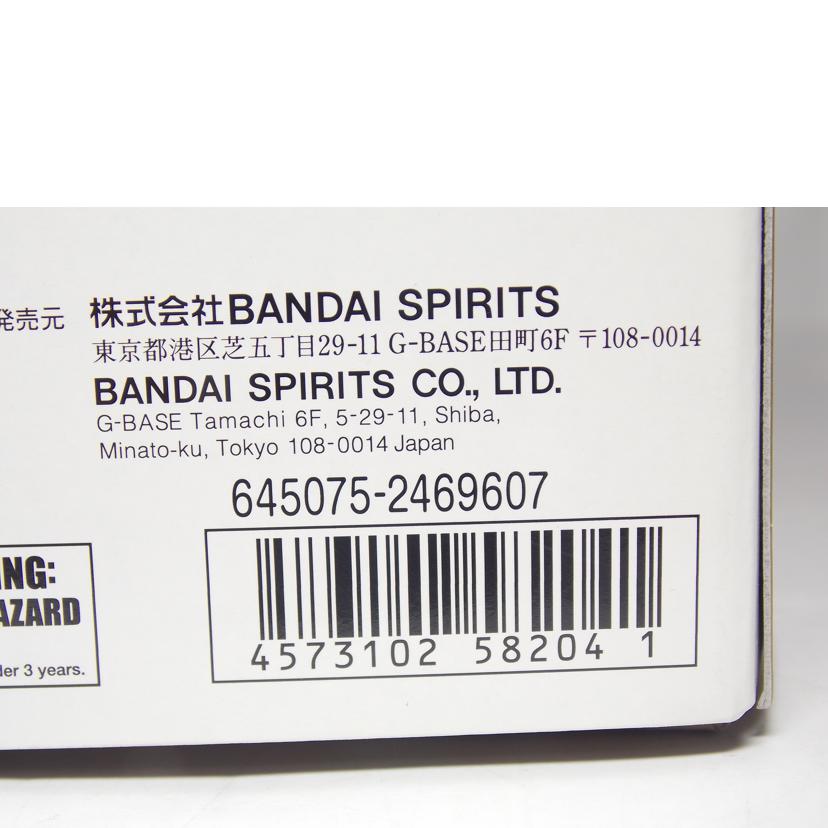 発売元 株式会社BANDAI SPIRITS
東京都港区芝五丁目29-11 G-BASE田町6F 〒108-0014
BANDAI SPIRITS CO., LTD.
G-BASE Tamachi 6F, 5-29-11, Shiba,
Minato-ku, Tokyo 108-0014 Japan
645075-2469607
4573102 58204 1
3 years.